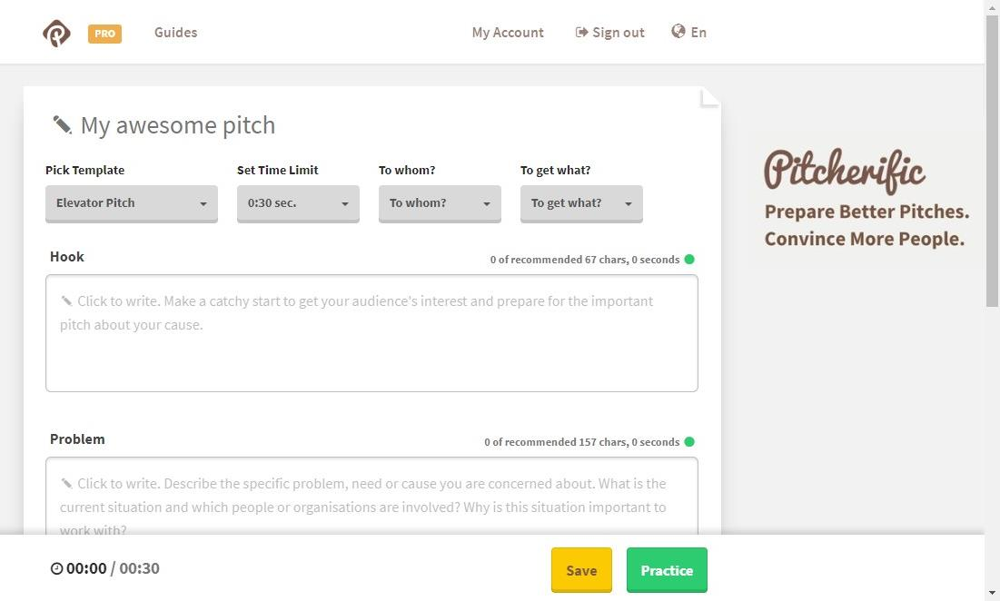 PRO
Guides
My Account
Sign out
En
My awesome pitch
Pick Template
Set Time Limit
To whom?
To get what?
Elevator Pitch
0:30 sec.
To whom?
To get what?
Hook
0 of recommended 67 chars, 0 seconds
Click to write. Make a catchy start to get your audience's interest and prepare for the important
pitch about your cause.
Problem
0 of recommended 157 chars, 0 seconds
Click to write. Describe the specific problem, need or cause you are concerned about. What is the
current situation and which people or organisations are involved? Why is this situation important to
work with?
00:00 / 00:30
Save
Practice
Pitcherific
Prepare Better Pitches.
Convince More People.